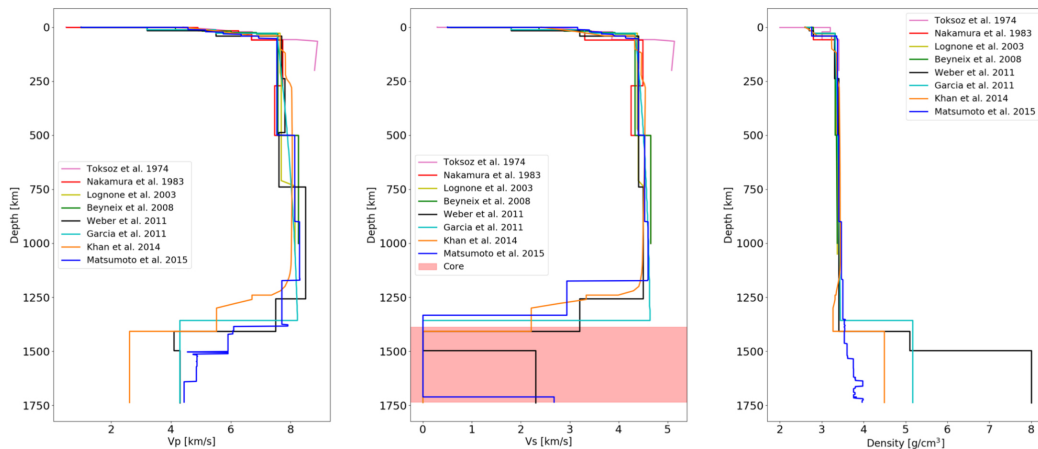 0
250
500
750
1000
1250
1500
1750
Depth [km]
Toksoz et al. 1974
Nakamura et al. 1983
Lognone et al. 2003
Beyneix et al. 2008
Weber et al. 2011
Garcia et al. 2011
Khan et al. 2014
Matsumoto et al. 2015
2
4
6
8
Vp [km/s]
0
250
500
750
1000
1250
1500
1750
Depth [km]
Toksoz et al. 1974
Nakamura et al. 1983
Lognone et al. 2003
Beyneix et al. 2008
Weber et al. 2011
Garcia et al. 2011
Khan et al. 2014
Matsumoto et al. 2015
Core
0
1
2
3
4
5
Vs [km/s]
0
250
500
750
1000
1250
1500
1750
Depth [km]
Toksoz et al. 1974
Nakamura et al. 1983
Lognone et al. 2003
Beyneix et al. 2008
Weber et al. 2011
Garcia et al. 2011
Khan et al. 2014
Matsumoto et al. 2015
2
3
4
5
6
7
8
Density [g/cm³]